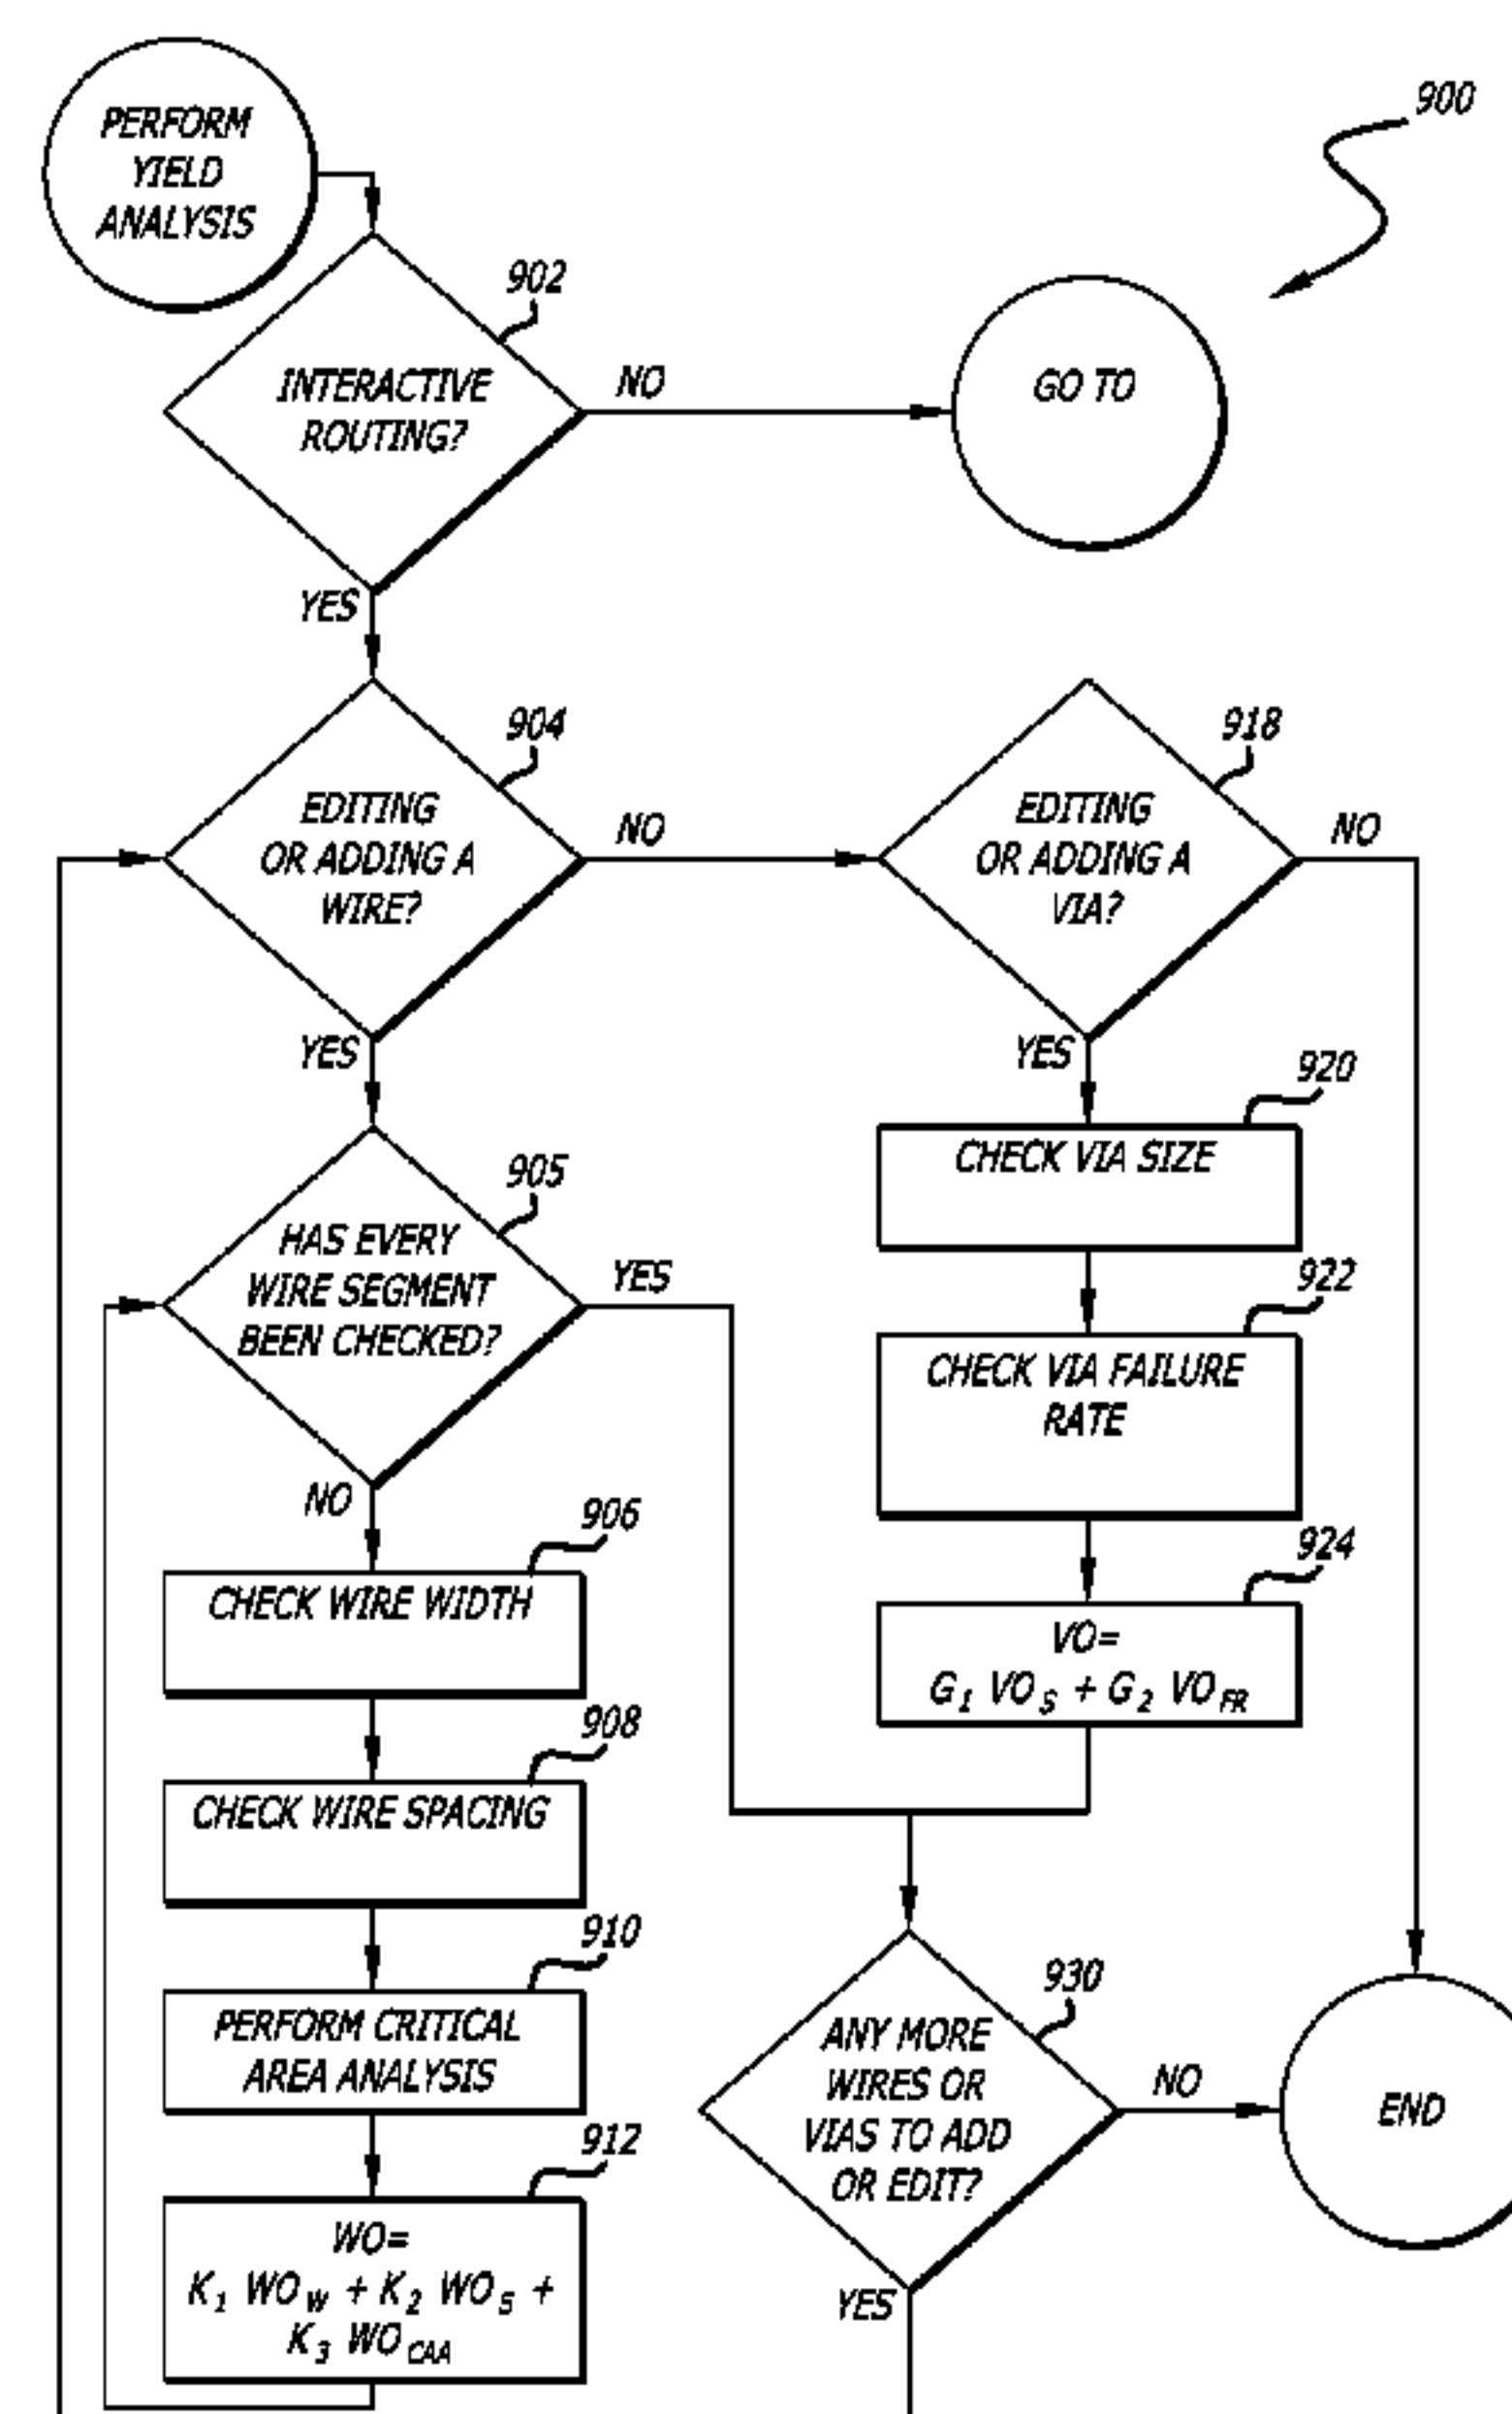 PERFORM
YIELD
ANALYSIS
900
902
INTERACTIVE
ROUTING?
NO
GO TO
YES
904
EDITING
OR ADDING A
WIRE?
NO
918
EDITING
OR ADDING A
VIA?
NO
YES
YES
905
HAS EVERY
WIRE SEGMENT
BEEN CHECKED?
YES
NO
920
CHECK VIA SIZE
922
CHECK VIA FAILURE
RATE
924
VO=
G1 VOS + G2 VOFR
906
CHECK WIRE WIDTH
908
CHECK WIRE SPACING
910
PERFORM CRITICAL
AREA ANALYSIS
912
WO=
K1 WOW + K2 WOS +
K3 WOCAA
930
ANY MORE
WIRES OR
VIAS TO ADD
OR EDIT?
NO
END
YES